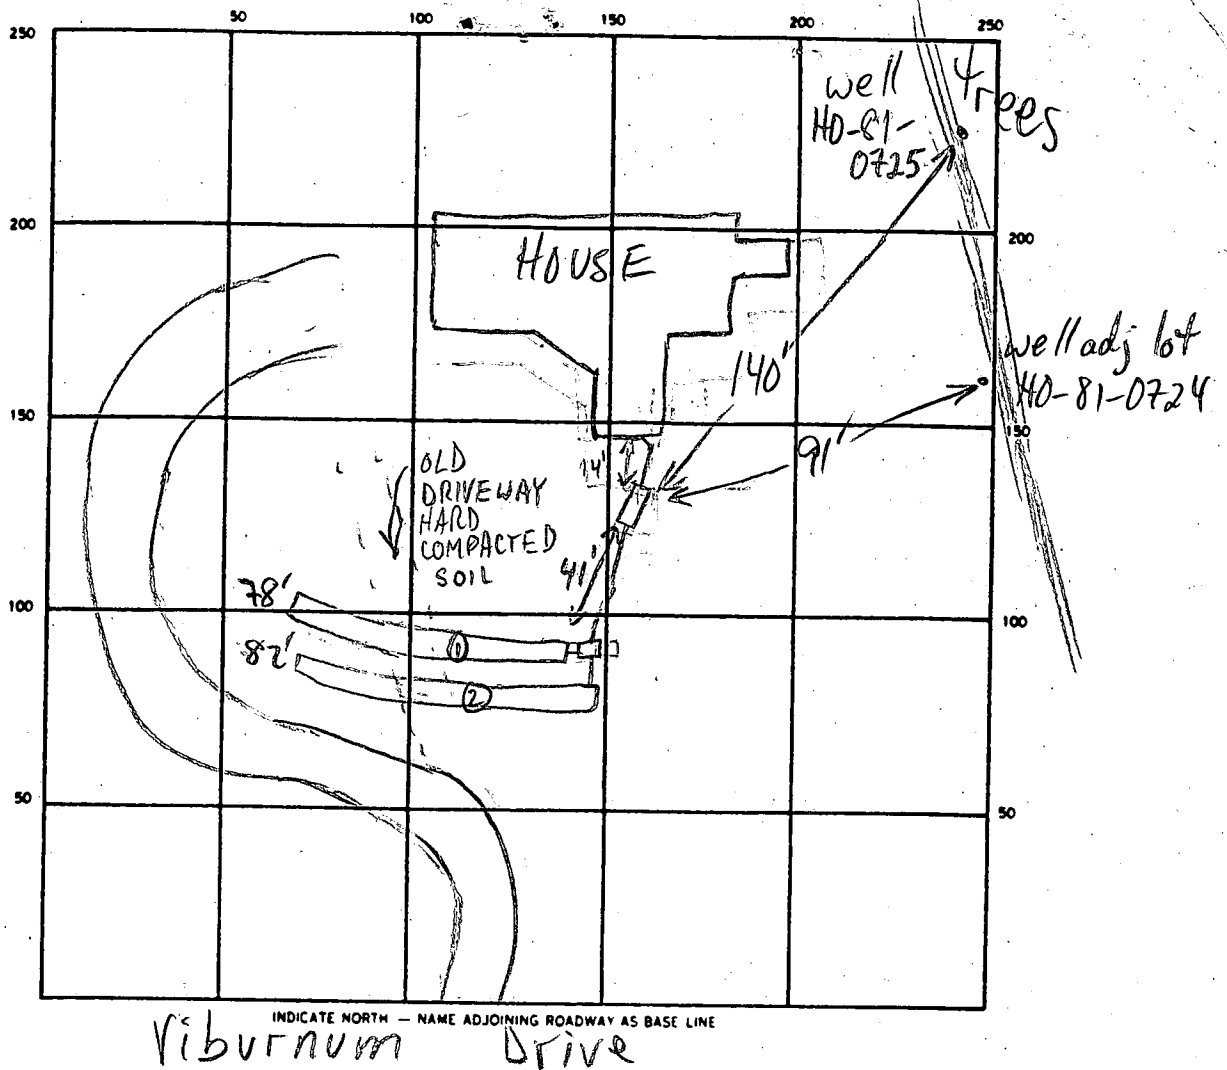 50 100 150 200 250
250
well
HO-81-
0725
Trees
200
HOUSE
200
well adj lot
HO-81-0724
140'
150
150
91'
14'
OLD
DRIVEWAY
HARD
COMPACTED
SOIL
41'
78'
100
100
1
82'
2
50
50
INDICATE NORTH — NAME ADJOINING ROADWAY AS BASE LINE
Viburnum Drive